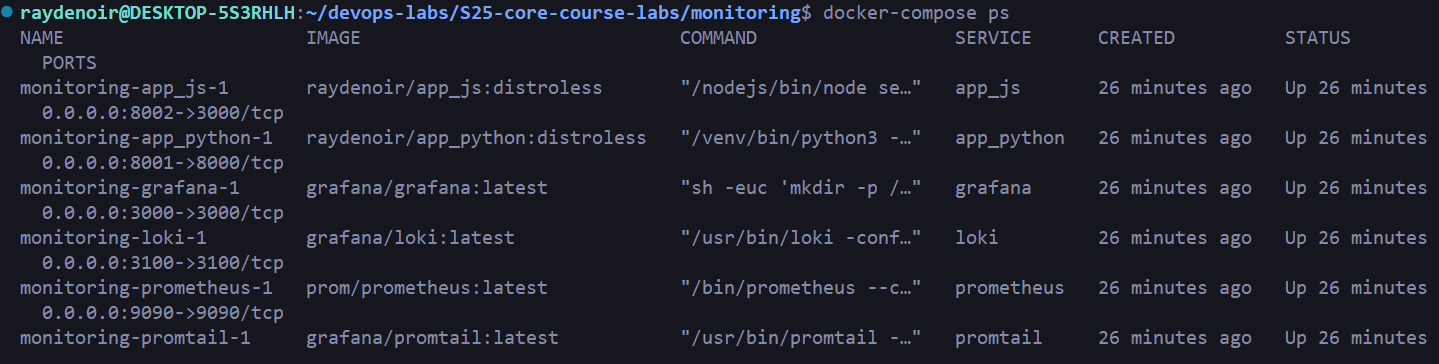 raydenoir@DESKTOP-5S3RHLH:~/devops-labs/S25-core-course-labs/monitoring$ docker-compose ps
NAME                      IMAGE                             COMMAND                  SERVICE      CREATED          STATUS
  PORTS
monitoring-app_js-1       raydenoir/app_js:distroless       "/nodejs/bin/node se…"   app_js       26 minutes ago   Up 26 minutes
  0.0.0.0:8002->3000/tcp
monitoring-app_python-1   raydenoir/app_python:distroless   "/venv/bin/python3 -…"   app_python   26 minutes ago   Up 26 minutes
  0.0.0.0:8001->8000/tcp
monitoring-grafana-1      grafana/grafana:latest            "sh -euc 'mkdir -p /…"   grafana      26 minutes ago   Up 26 minutes
  0.0.0.0:3000->3000/tcp
monitoring-loki-1         grafana/loki:latest               "/usr/bin/loki -conf…"   loki         26 minutes ago   Up 26 minutes
  0.0.0.0:3100->3100/tcp
monitoring-prometheus-1   prom/prometheus:latest            "/bin/prometheus --c…"   prometheus   26 minutes ago   Up 26 minutes
  0.0.0.0:9090->9090/tcp
monitoring-promtail-1     grafana/promtail:latest           "/usr/bin/promtail -…"   promtail     26 minutes ago   Up 26 minutes